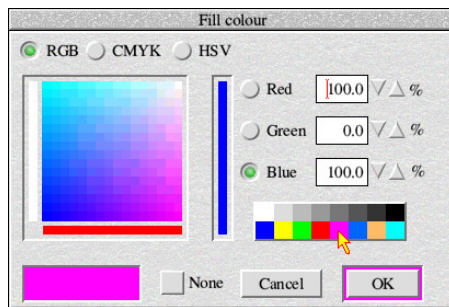 Fill colour
RGB CMYK HSV
Red 100.0 %
Green 0.0 %
Blue 100.0 %
None Cancel OK